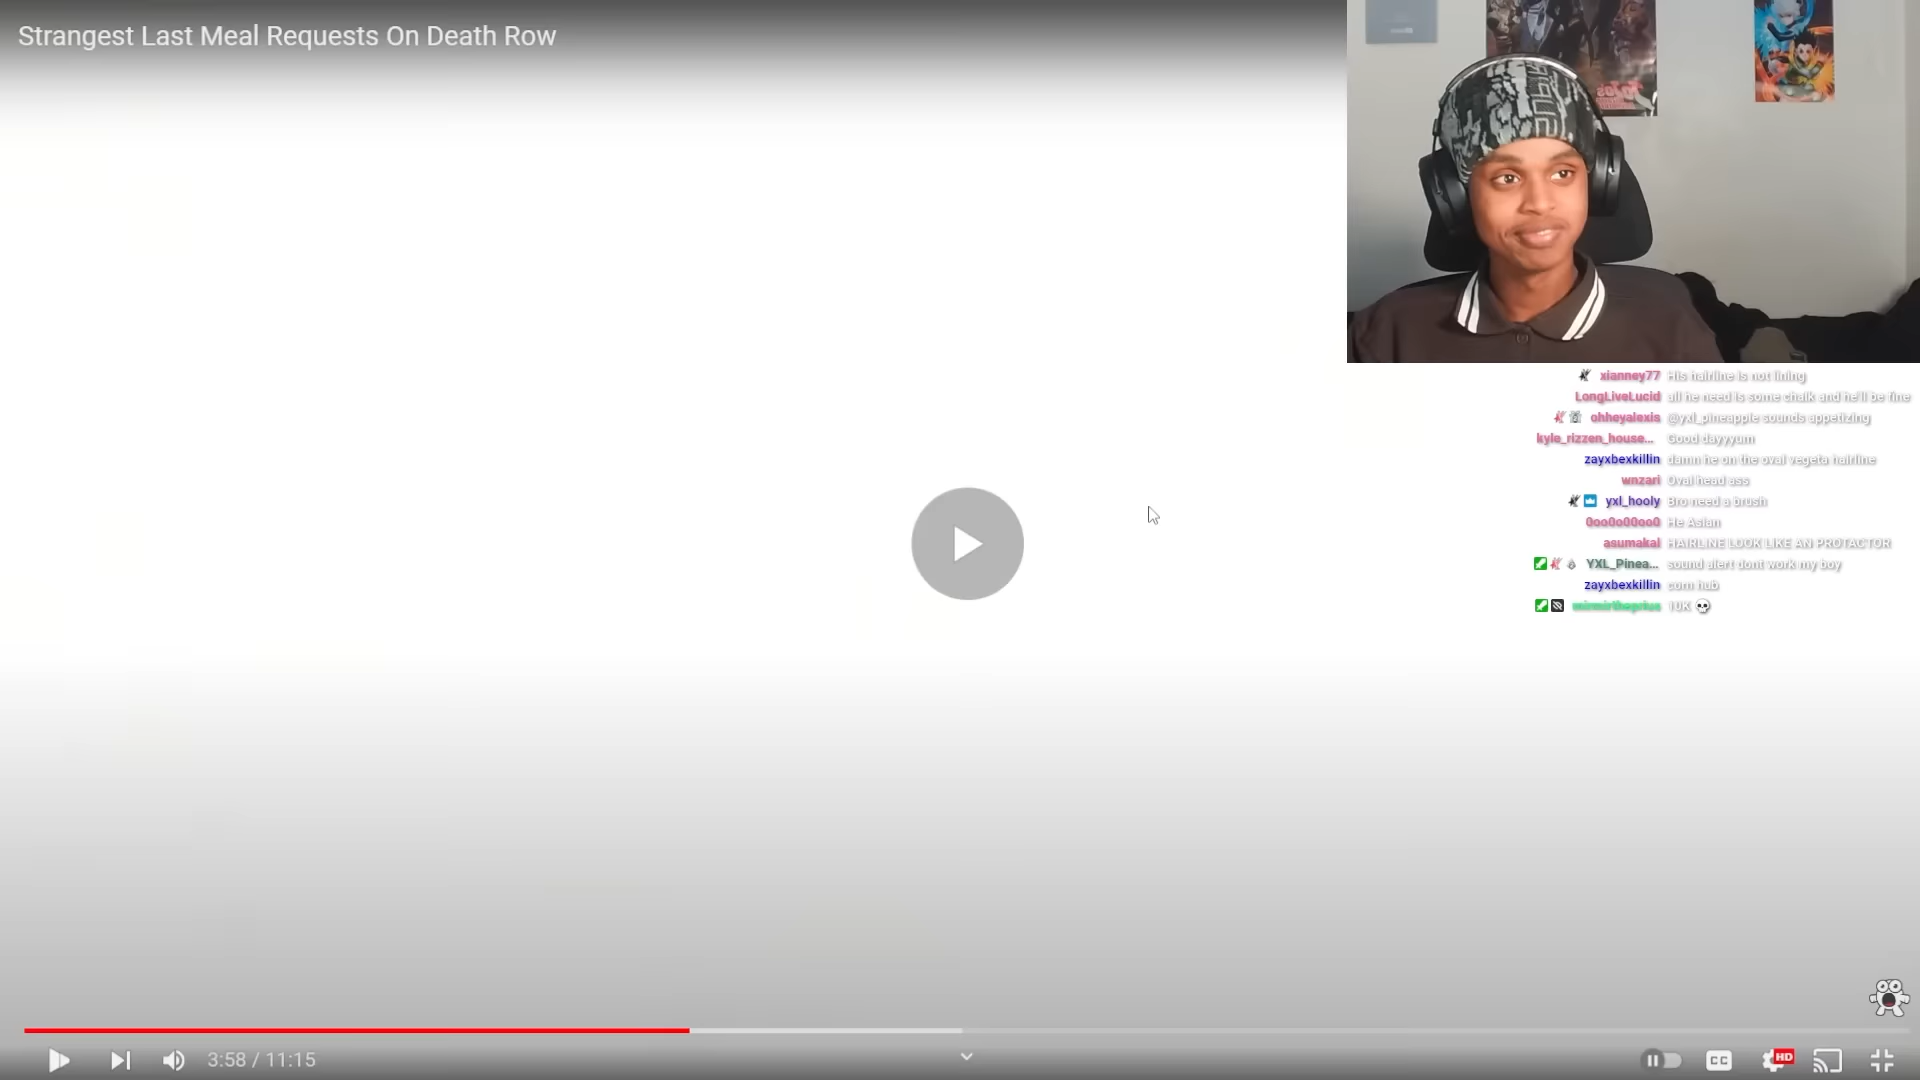 Strangest Last Meal Requests On Death Row
xianney77 His hairline is not lining
LongLiveLucid all he need is some chalk and he'll be fine
ohheyalexis @yxl_pineapple sounds appetizing
kyle_rizzen_house... Good dayyyum
zayxbexkillin damn he on the oval vegeta hairline
wnzari Oval head ass
yxl_hooly Bro need a brush
0oo0o00oo0 He Asian
asumakal HAIRLINE LOOK LIKE AN PROTACTOR
YXL_Pinea... sound alert dont work my boy
zayxbexkillin corn hub
10K 💀
3:58 / 11:15
CC
HD